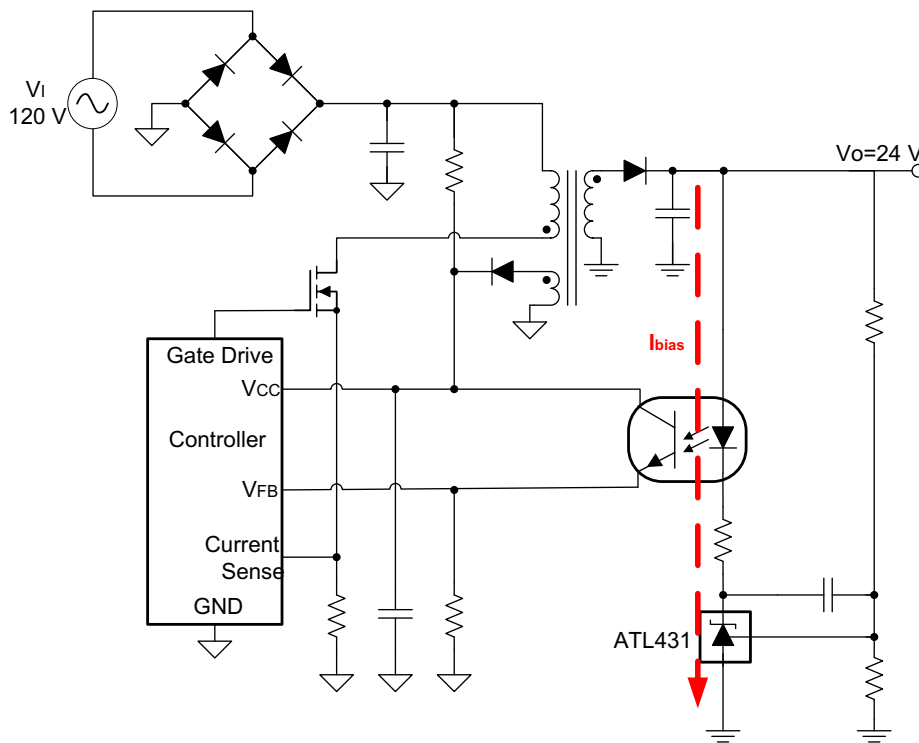 VI
120 V
Vo=24 V
Ibias
Gate Drive
VCC
Controller
VFB
Current
Sense
GND
ATL431